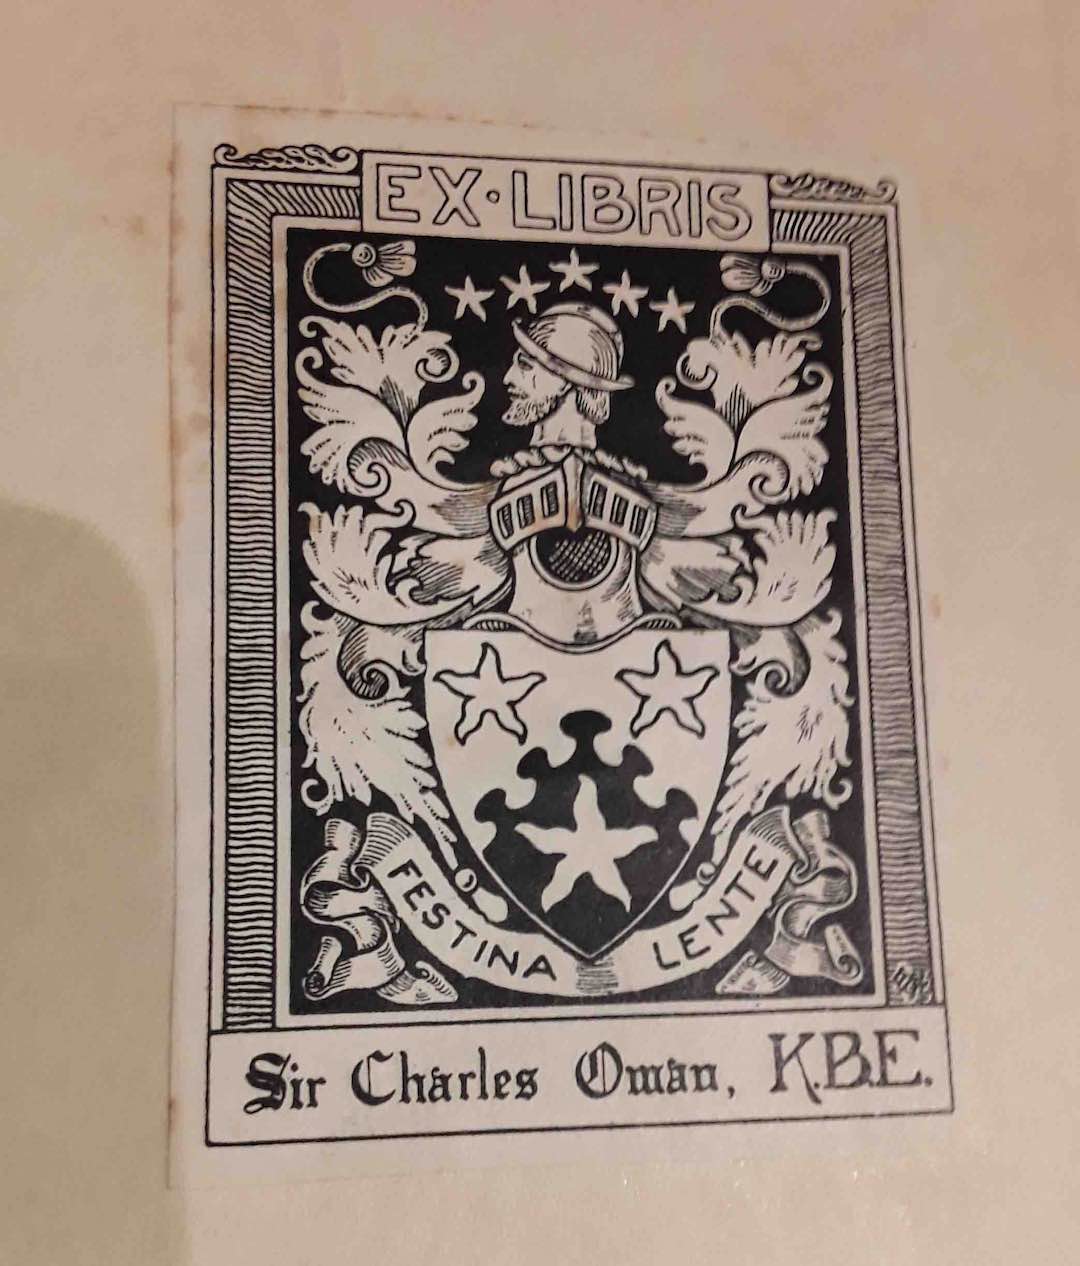 EX·LIBRIS
FESTINA LENTE
Sir Charles Oman, K.B.E.